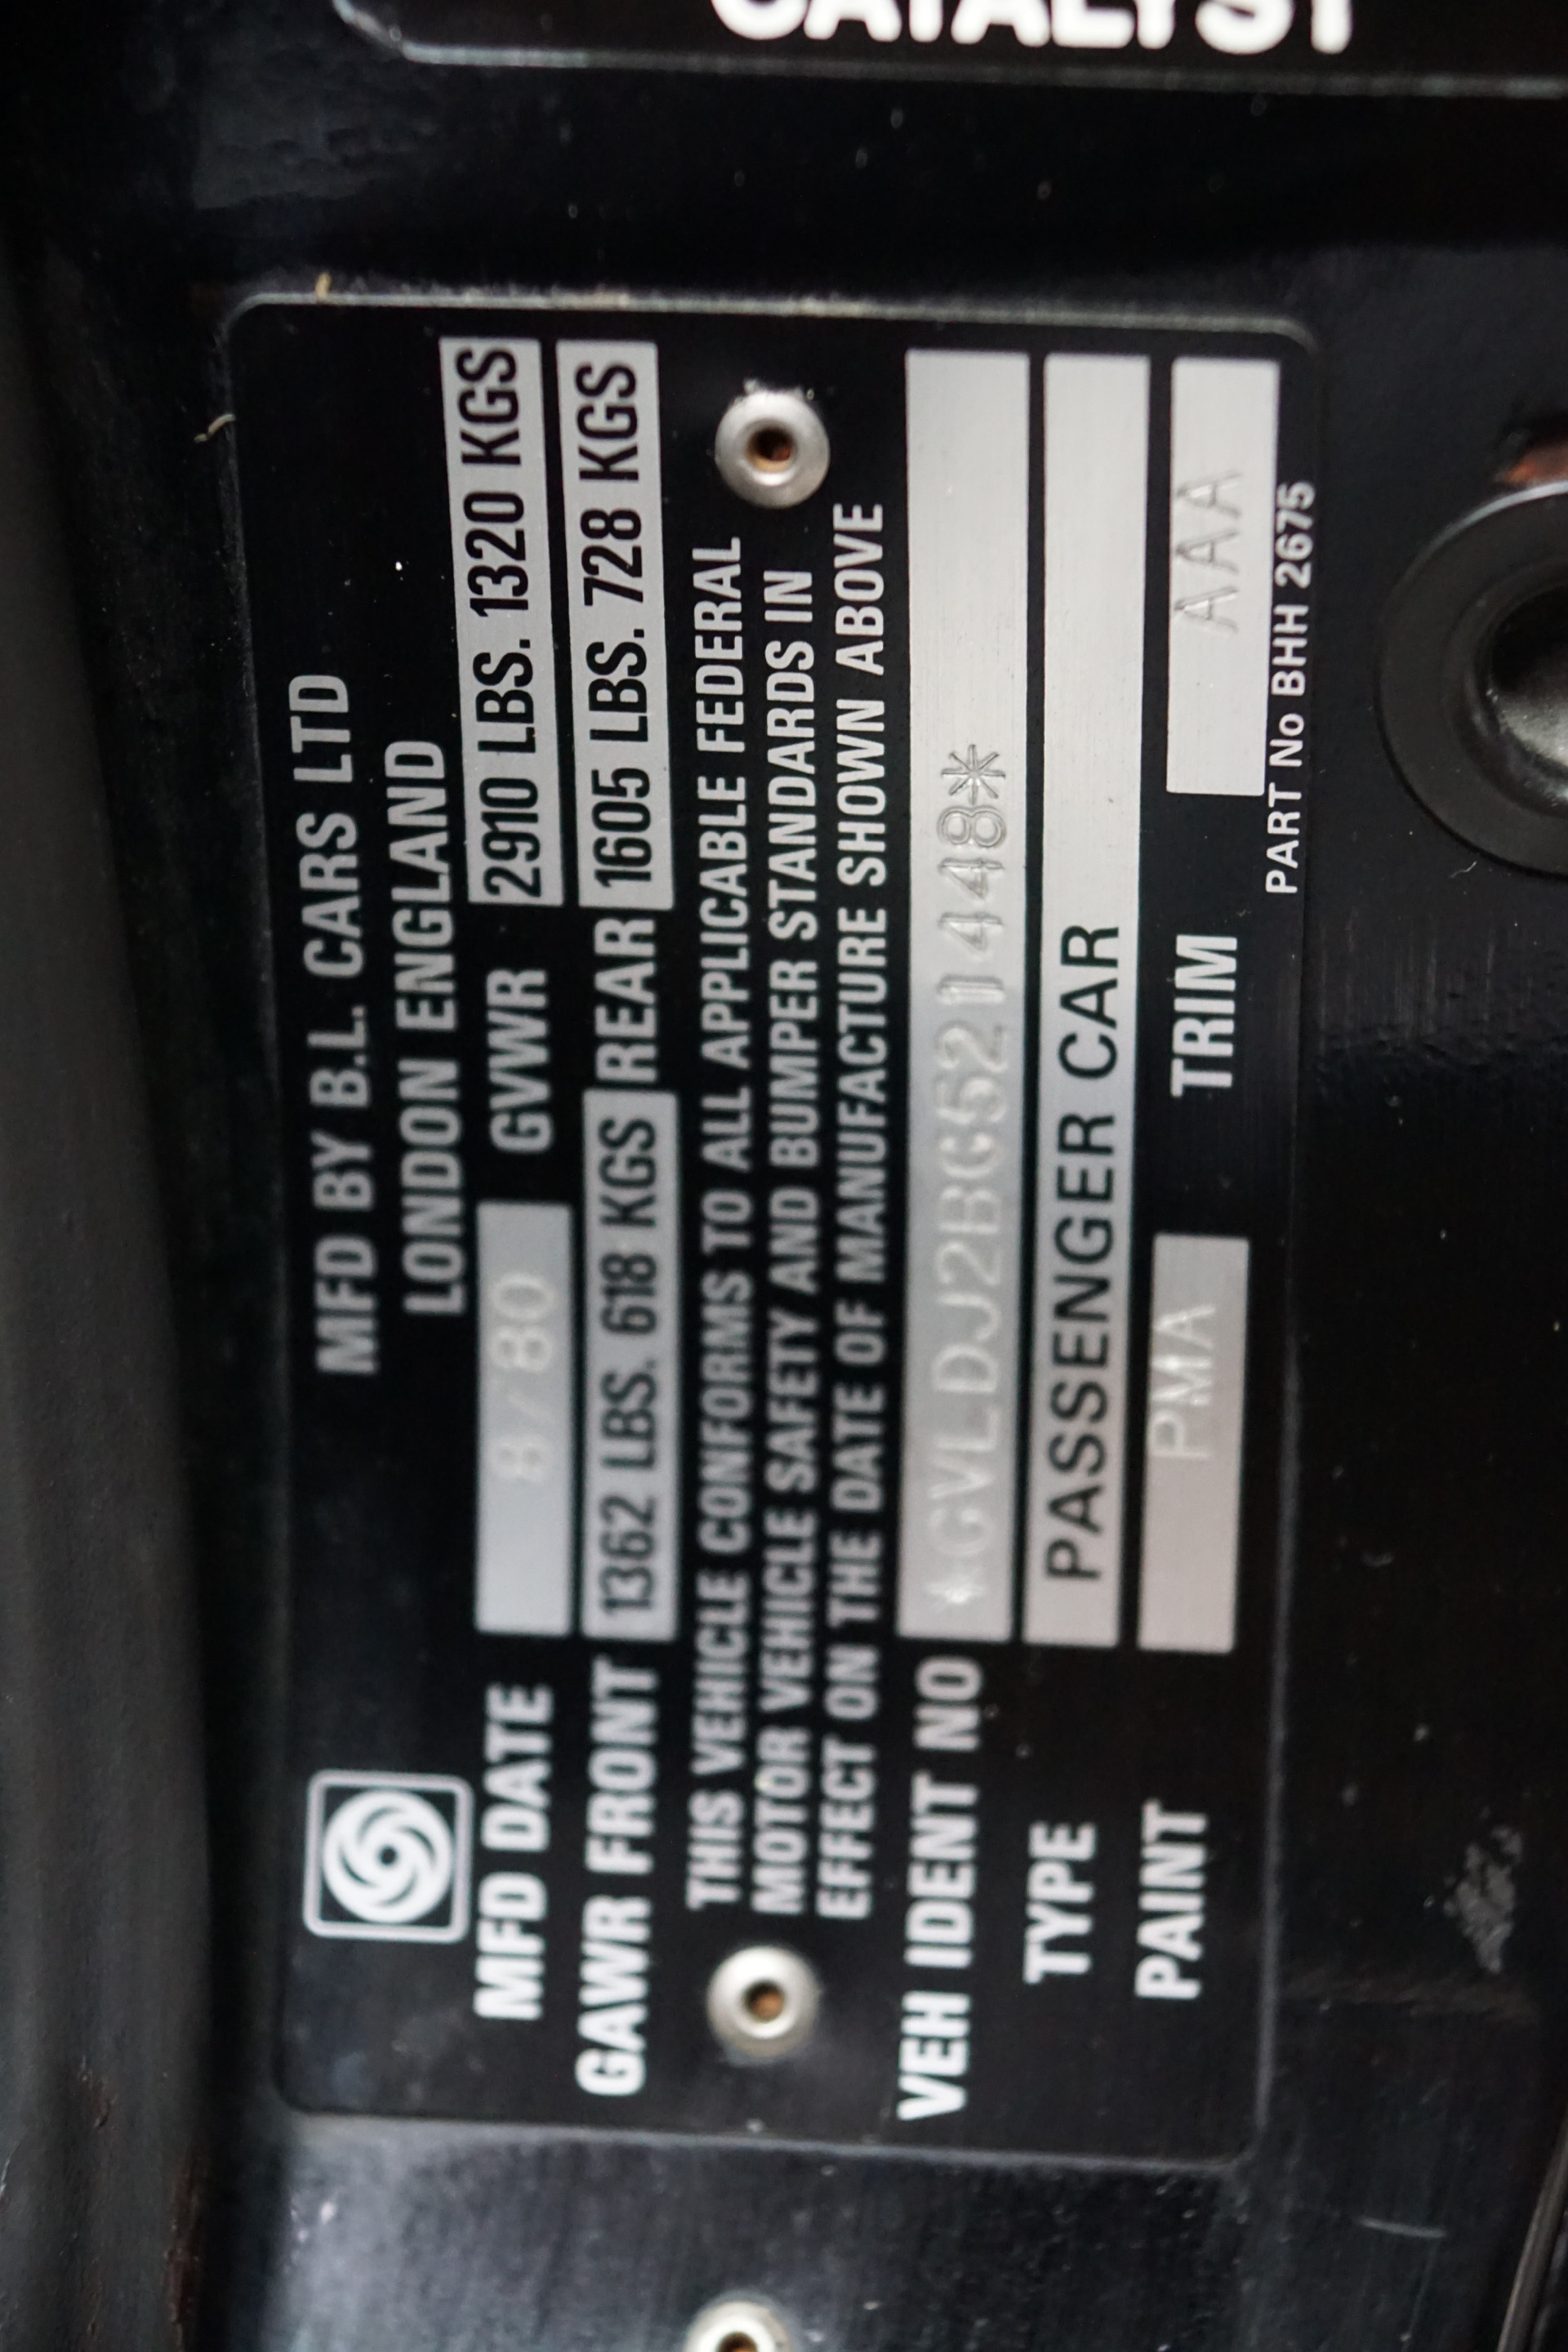 CATALYST
MFD BY B.L. CARS LTD
LONDON ENGLAND
MFD DATE 8/80 GVWR 2910 LBS. 1320 KGS
GAWR FRONT 1362 LBS. 618 KGS REAR 1605 LBS. 728 KGS
THIS VEHICLE CONFORMS TO ALL APPLICABLE FEDERAL
MOTOR VEHICLE SAFETY AND BUMPER STANDARDS IN
EFFECT ON THE DATE OF MANUFACTURE SHOWN ABOVE
VEH IDENT NO *GVLDJ2BG521448*
TYPE PASSENGER CAR
PAINT PMA TRIM AAA
PART No BHH 2675